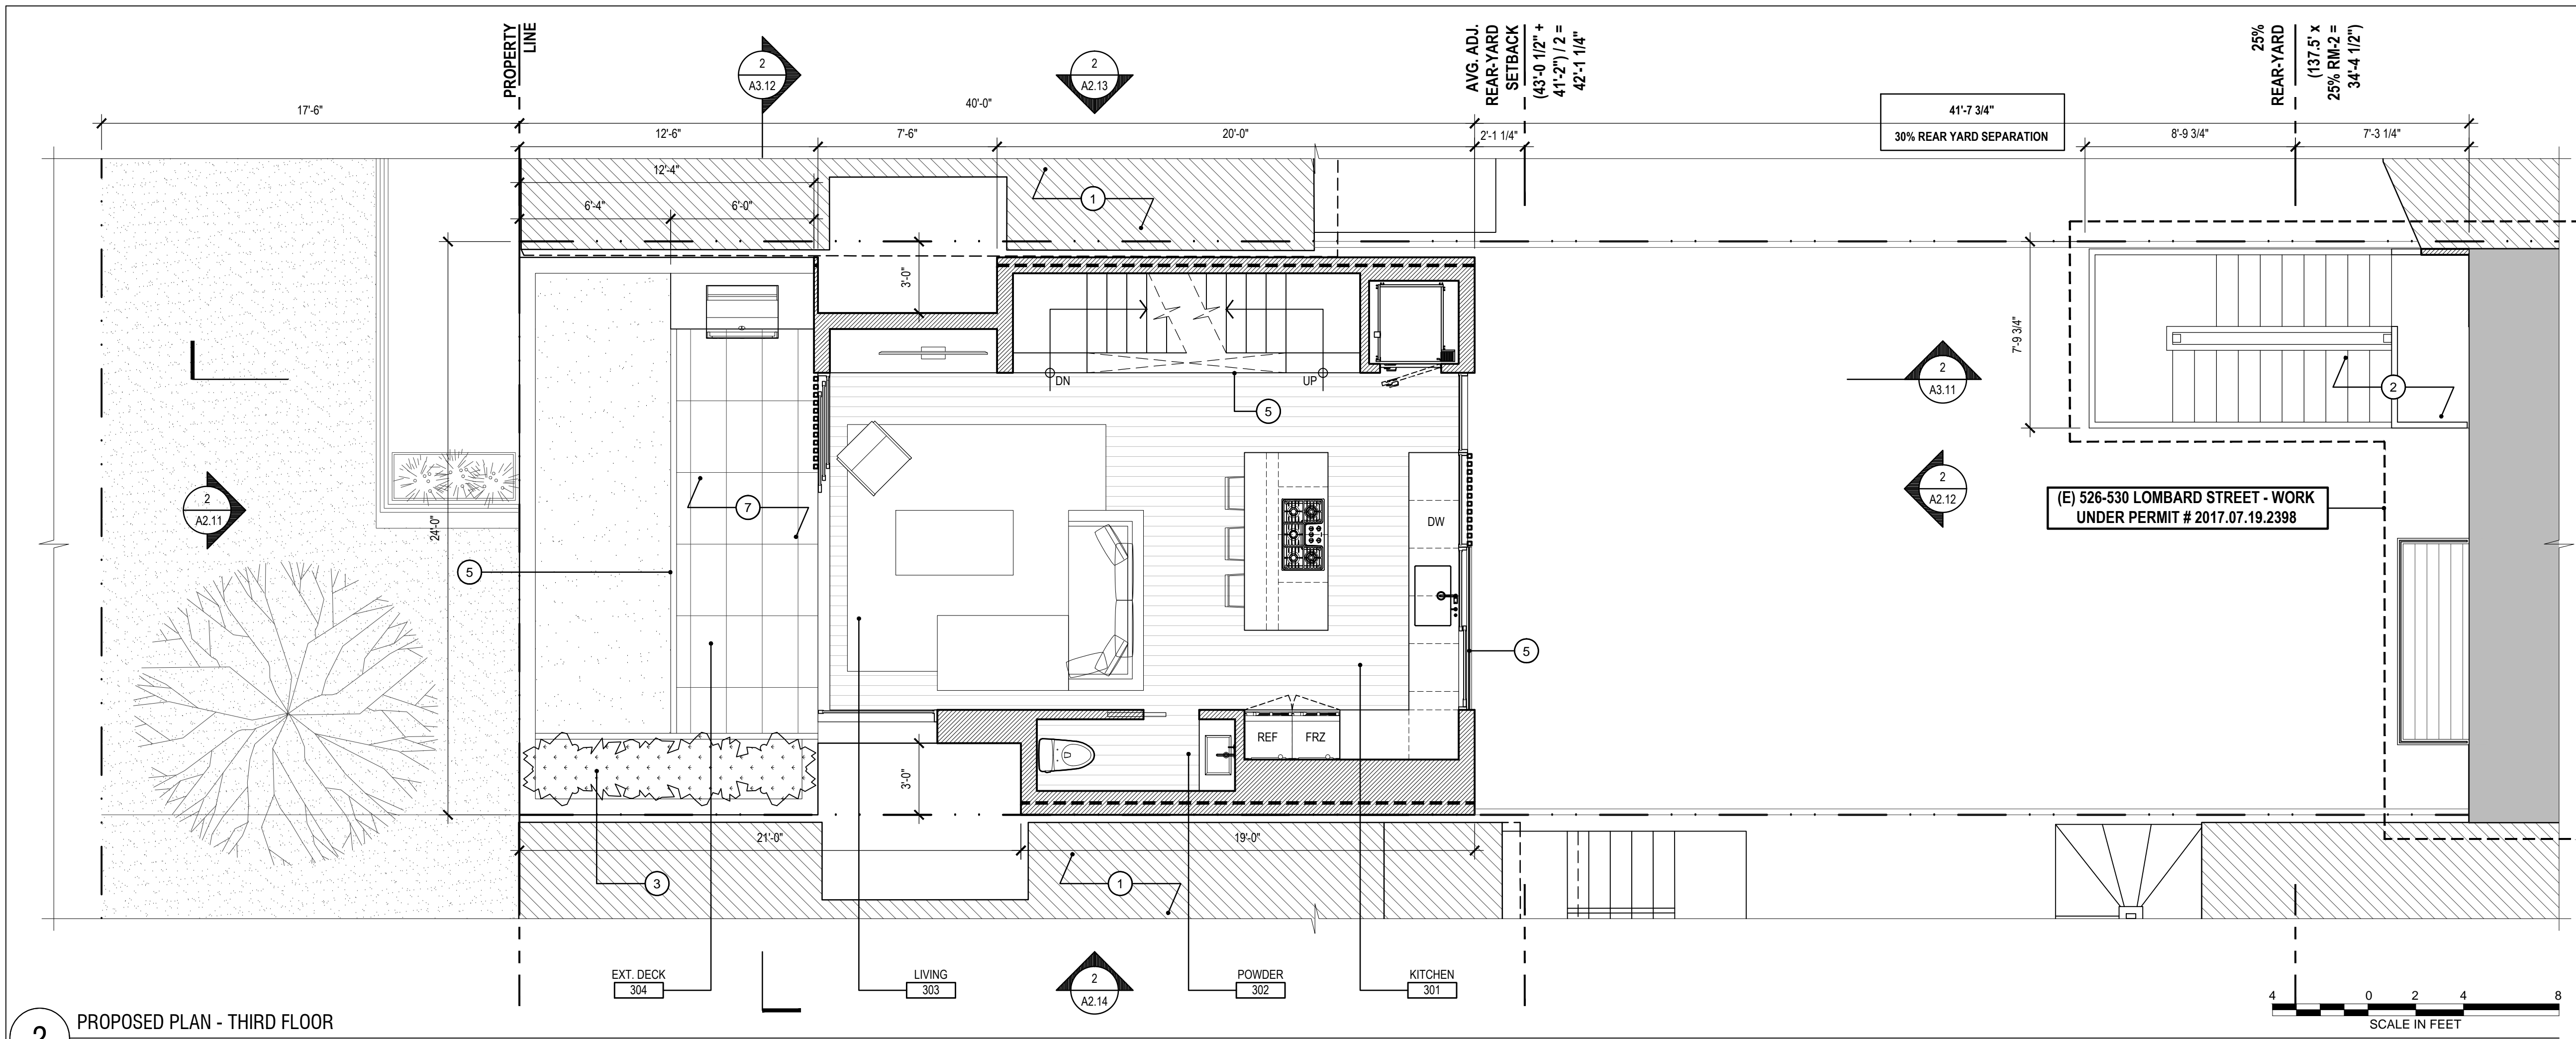 PROPERTY
LINE
2
A3.12
2
A2.13
AVG. ADJ.
REAR-YARD
SETBACK
(43'-0 1/2" +
41'-2") / 2 =
42'-1 1/4"
25%
REAR-YARD
(137.5' x
25% RM-2 =
34'-4 1/2")
17'-6"
40'-0"
41'-7 3/4"
30% REAR YARD SEPARATION
12'-6"
7'-6"
20'-0"
2'-1 1/4"
8'-9 3/4"
7'-3 1/4"
12'-4"
6'-4"
6'-0"
1
3'-0"
24'-0"
7'-9 3/4"
DN
UP
5
2
A3.11
2
2
A2.11
7
DW
2
A2.12
(E) 526-530 LOMBARD STREET - WORK
UNDER PERMIT # 2017.07.19.2398
5
5
REF
FRZ
3'-0"
21'-0"
19'-0"
3
1
EXT. DECK
304
LIVING
303
2
A2.14
POWDER
302
KITCHEN
301
4
0
2
4
8
SCALE IN FEET
2
PROPOSED PLAN - THIRD FLOOR